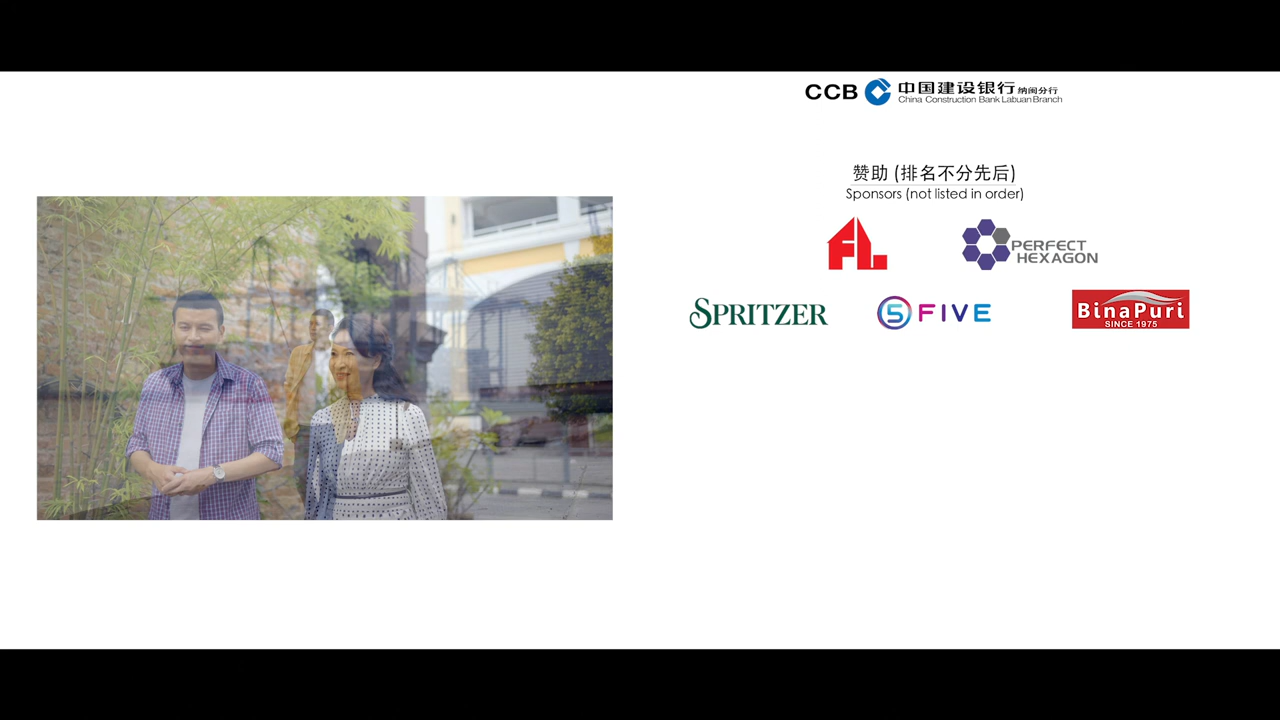 CCB 中国建设银行 纳闽分行
China Construction Bank Labuan Branch
赞助 (排名不分先后)
Sponsors (not listed in order)
FL
PERFECT
HEXAGON
SPRITZER
5 FIVE
BinaPuri
SINCE 1975